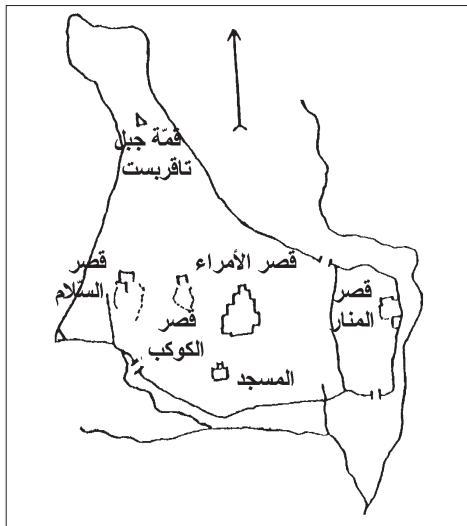 قمّة جبل
تاقربست
قصر الأمراء
قصر
السّلام
قصر
المنار
قصر
الكوكب
المسجد